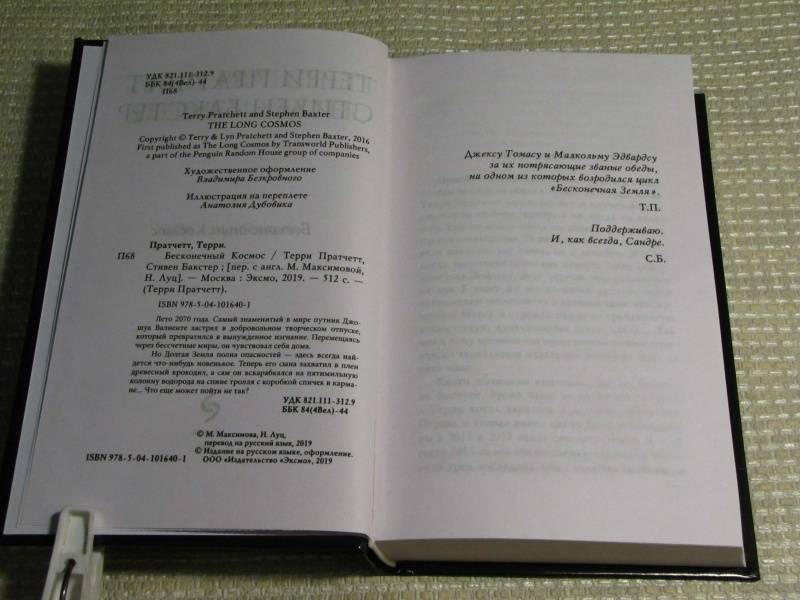 УДК 821.111-312.9
ББК 84(4Вел)-44
П68
Terry Pratchett and Stephen Baxter
THE LONG COSMOS
Copyright © Terry & Lyn Pratchett and Stephen Baxter, 2016
First published as The Long Cosmos by Transworld Publishers,
a part of the Penguin Random House group of companies
Художественное оформление
Владимира Безкровного
Иллюстрация на переплете
Анатолия Дубовика
Пратчетт, Терри.
П68 Бесконечный Космос / Терри Пратчетт,
Стивен Бакстер ; [пер. с англ. М. Максимовой,
Н. Луц]. — Москва : Эксмо, 2019. — 512 с. —
(Терри Пратчетт).
ISBN 978-5-04-101640-1
Лето 2070 года. Самый знаменитый в мире путник Джо-
шуа Валиенте застрял в добровольном творческом отпуске,
который превратился в вынужденное изгнание. Перемещаясь
через бессчетные миры, он чувствовал себя дома.
Но Долгая Земля полна опасностей — здесь всегда най-
дется что-нибудь новенькое. Теперь его сына захватил в плен
древесный крокодил, а сам он вскарабкался на пятимильную
колонну водорода на спине тролля с коробкой спичек в карма-
не... Что еще может пойти не так?
УДК 821.111-312.9
ББК 84(4Вел)-44
© М. Максимова, Н. Луц,
перевод на русский язык, 2019
© Издание на русском языке, оформление.
ISBN 978-5-04-101640-1 ООО «Издательство «Эксмо», 2019
Джексу Томасу и Малкольму Эдвардсу
за их потрясающие званые обеды,
на одном из которых возродился цикл
«Бесконечная Земля».
Т.П.
Поддерживаю.
И, как всегда, Сандре.
С.Б.